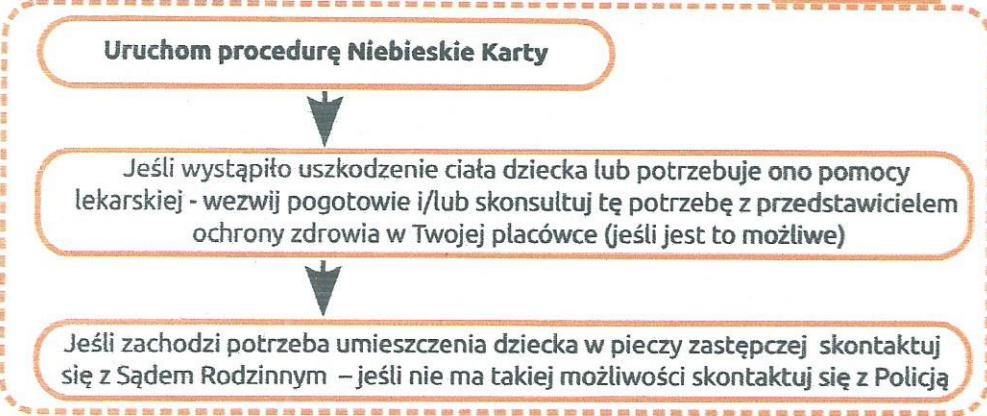 Uruchom procedurę Niebieskie Karty
Jeśli wystąpiło uszkodzenie ciała dziecka lub potrzebuje ono pomocy
lekarskiej - wezwij pogotowie i/lub skonsultuj tę potrzebę z przedstawicielem
ochrony zdrowia w Twojej placówce (jeśli jest to możliwe)
Jeśli zachodzi potrzeba umieszczenia dziecka w pieczy zastępczej skontaktuj
się z Sądem Rodzinnym – jeśli nie ma takiej możliwości skontaktuj się z Policją